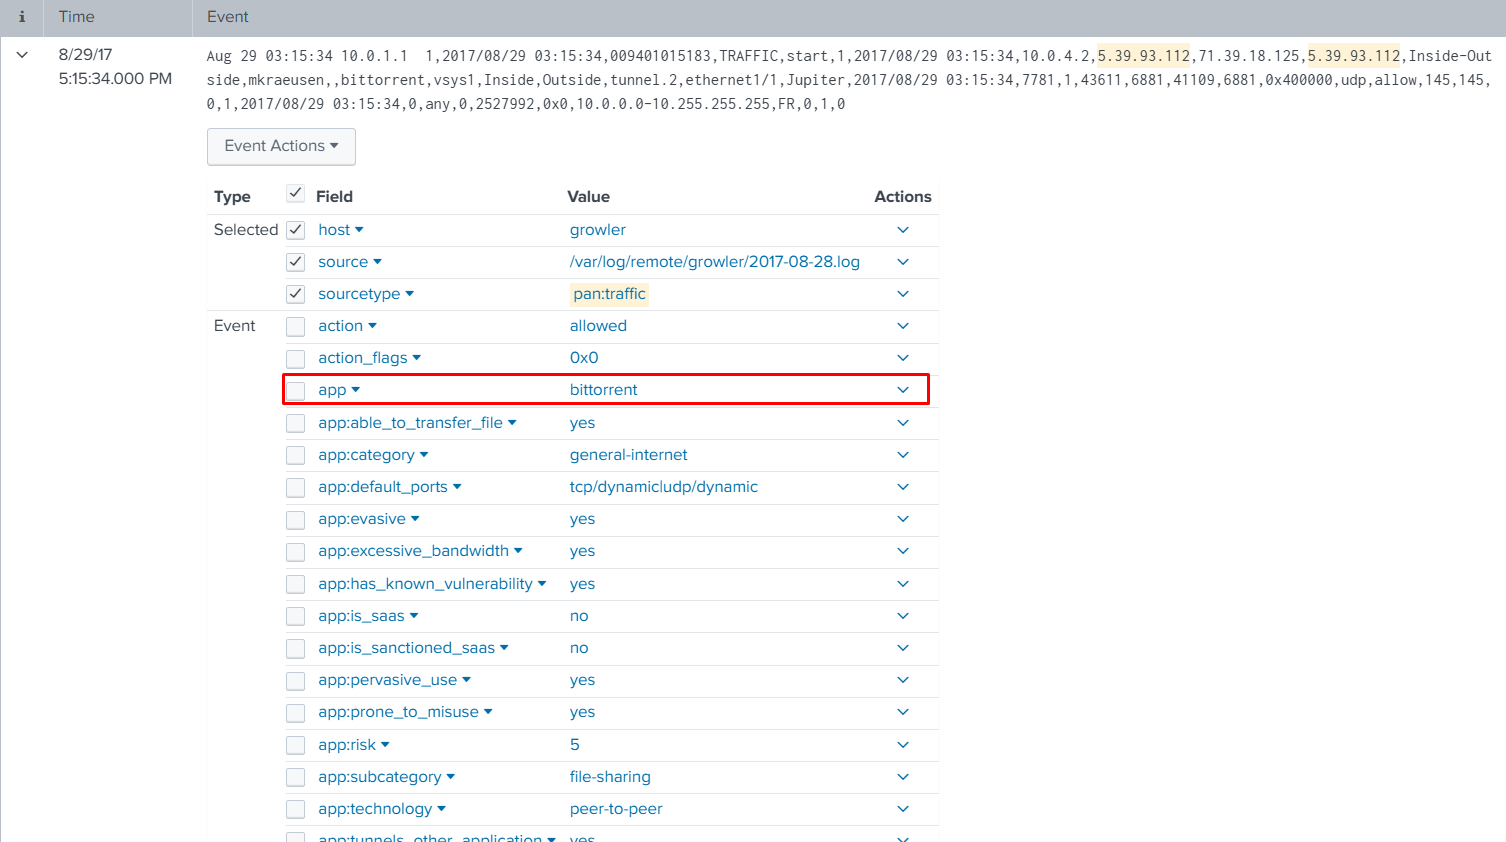 i Time Event
8/29/17 Aug 29 03:15:34 10.0.1.1  1,2017/08/29 03:15:34,009401015183,TRAFFIC,start,1,2017/08/29 03:15:34,10.0.4.2,5.39.93.112,71.39.18.125,5.39.93.112,Inside-Out
5:15:34.000 PM side,mkraeusen,,bittorrent,vsys1,Inside,Outside,tunnel.2,ethernet1/1,Jupiter,2017/08/29 03:15:34,7781,1,43611,6881,41109,6881,0x400000,udp,allow,145,145,
0,1,2017/08/29 03:15:34,0,any,0,2527992,0x0,10.0.0.0-10.255.255.255,FR,0,1,0
Event Actions
Type Field Value Actions
Selected host growler
source /var/log/remote/growler/2017-08-28.log
sourcetype pan:traffic
Event action allowed
action_flags 0x0
app bittorrent
app:able_to_transfer_file yes
app:category general-internet
app:default_ports tcp/dynamic|udp/dynamic
app:evasive yes
app:excessive_bandwidth yes
app:has_known_vulnerability yes
app:is_saas no
app:is_sanctioned_saas no
app:pervasive_use yes
app:prone_to_misuse yes
app:risk 5
app:subcategory file-sharing
app:technology peer-to-peer
app:tunnels_other_application yes